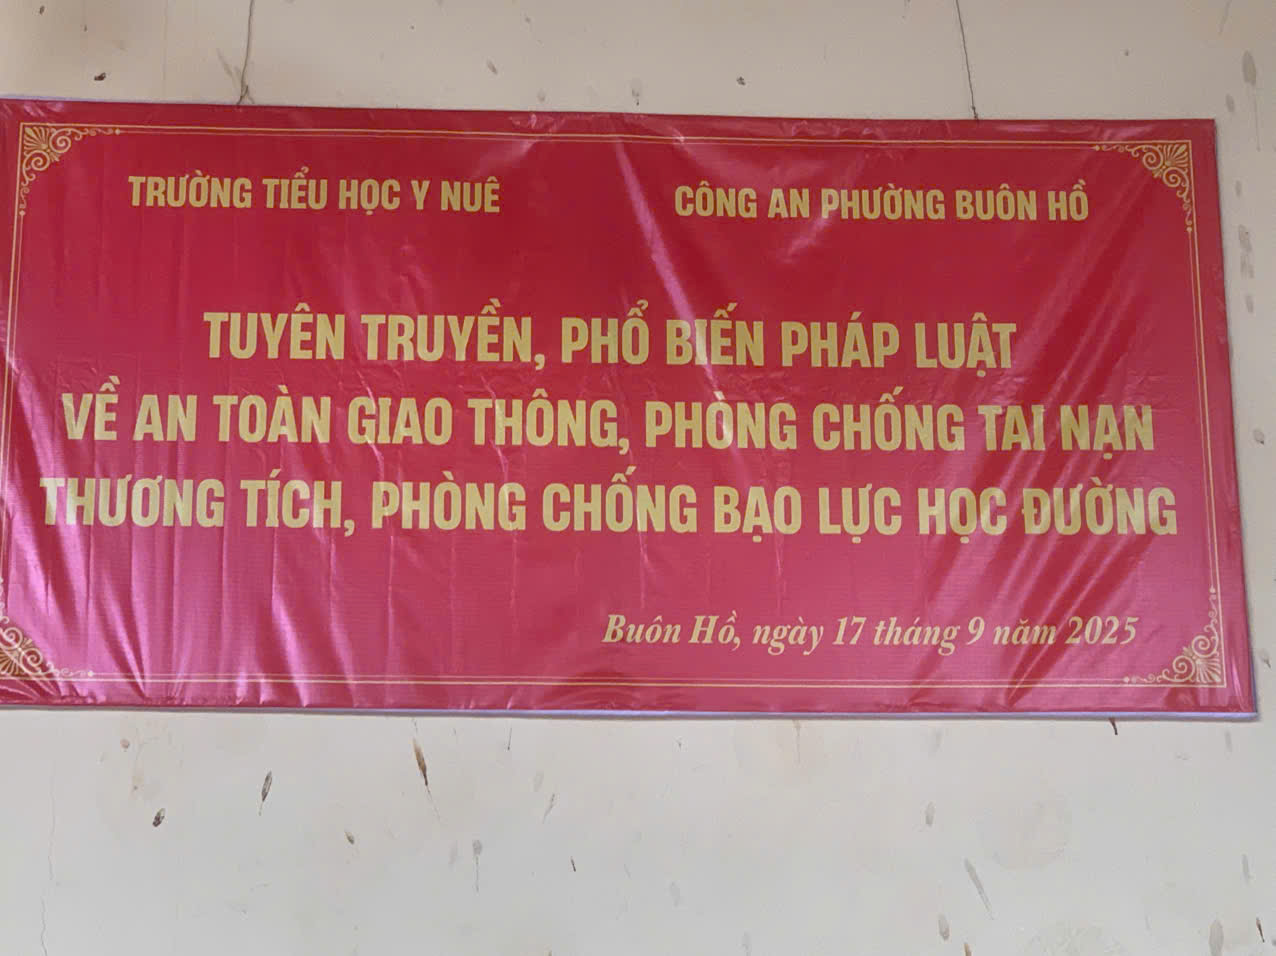 TRƯỜNG TIỂU HỌC Y NUÊ
CÔNG AN PHƯỜNG BUÔN HỒ
TUYÊN TRUYỀN, PHỔ BIẾN PHÁP LUẬT
VỀ AN TOÀN GIAO THÔNG, PHÒNG CHỐNG TAI NẠN
THƯƠNG TÍCH, PHÒNG CHỐNG BẠO LỰC HỌC ĐƯỜNG
Buôn Hồ, ngày 17 tháng 9 năm 2025